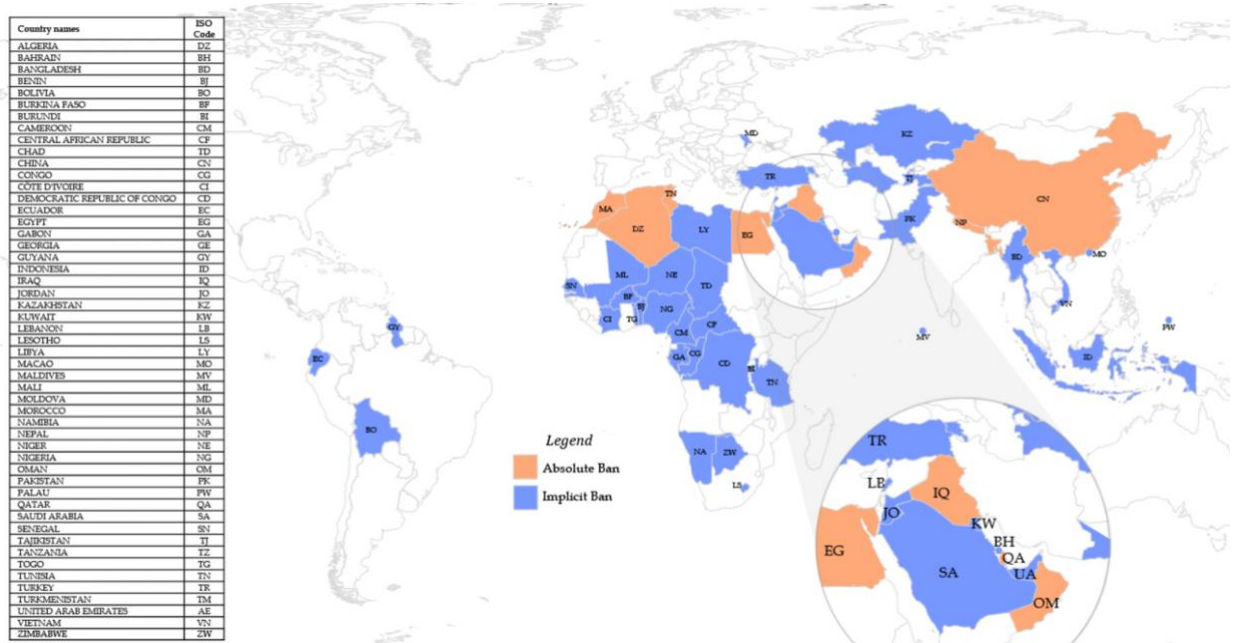 Country names ISO Code
ALGERIA DZ
BAHRAIN BH
BANGLADESH BD
BENIN BJ
BOLIVIA BO
BURKINA FASO BF
BURUNDI BI
CAMEROON CM
CENTRAL AFRICAN REPUBLIC CF
CHAD TD
CHINA CN
CONGO CG
CÔTE D'IVOIRE CI
DEMOCRATIC REPUBLIC OF CONGO CD
ECUADOR EC
EGYPT EG
GABON GA
GEORGIA GE
GUYANA GY
INDONESIA ID
IRAQ IQ
JORDAN JO
KAZAKHSTAN KZ
KUWAIT KW
LEBANON LB
LESOTHO LS
LIBYA LY
MACAO MO
MALDIVES MV
MALI ML
MOLDOVA MD
MOROCCO MA
NAMIBIA NA
NEPAL NP
NIGER NE
NIGERIA NG
OMAN OM
PAKISTAN PK
PALAU PW
QATAR QA
SAUDI ARABIA SA
SENEGAL SN
TAJIKISTAN TJ
TANZANIA TZ
TOGO TG
TUNISIA TN
TURKEY TR
TURKMENISTAN TM
UNITED ARAB EMIRATES AE
VIETNAM VN
ZIMBABWE ZW
MD
KZ
TR
TJ
TN
MA
CN
PK
NP
DZ
LY
EG
BD
MO
ML
NE
SN
TD
BF
BJ
NG
VN
CI
TG
PW
CM
CF
GY
MV
EC
GA
CG
CD
ID
BI
TN
BO
NA
ZW
LS
Legend
Absolute Ban
Implicit Ban
TR
LB
IQ
JO
KW
BH
EG
QA
SA
UA
OM